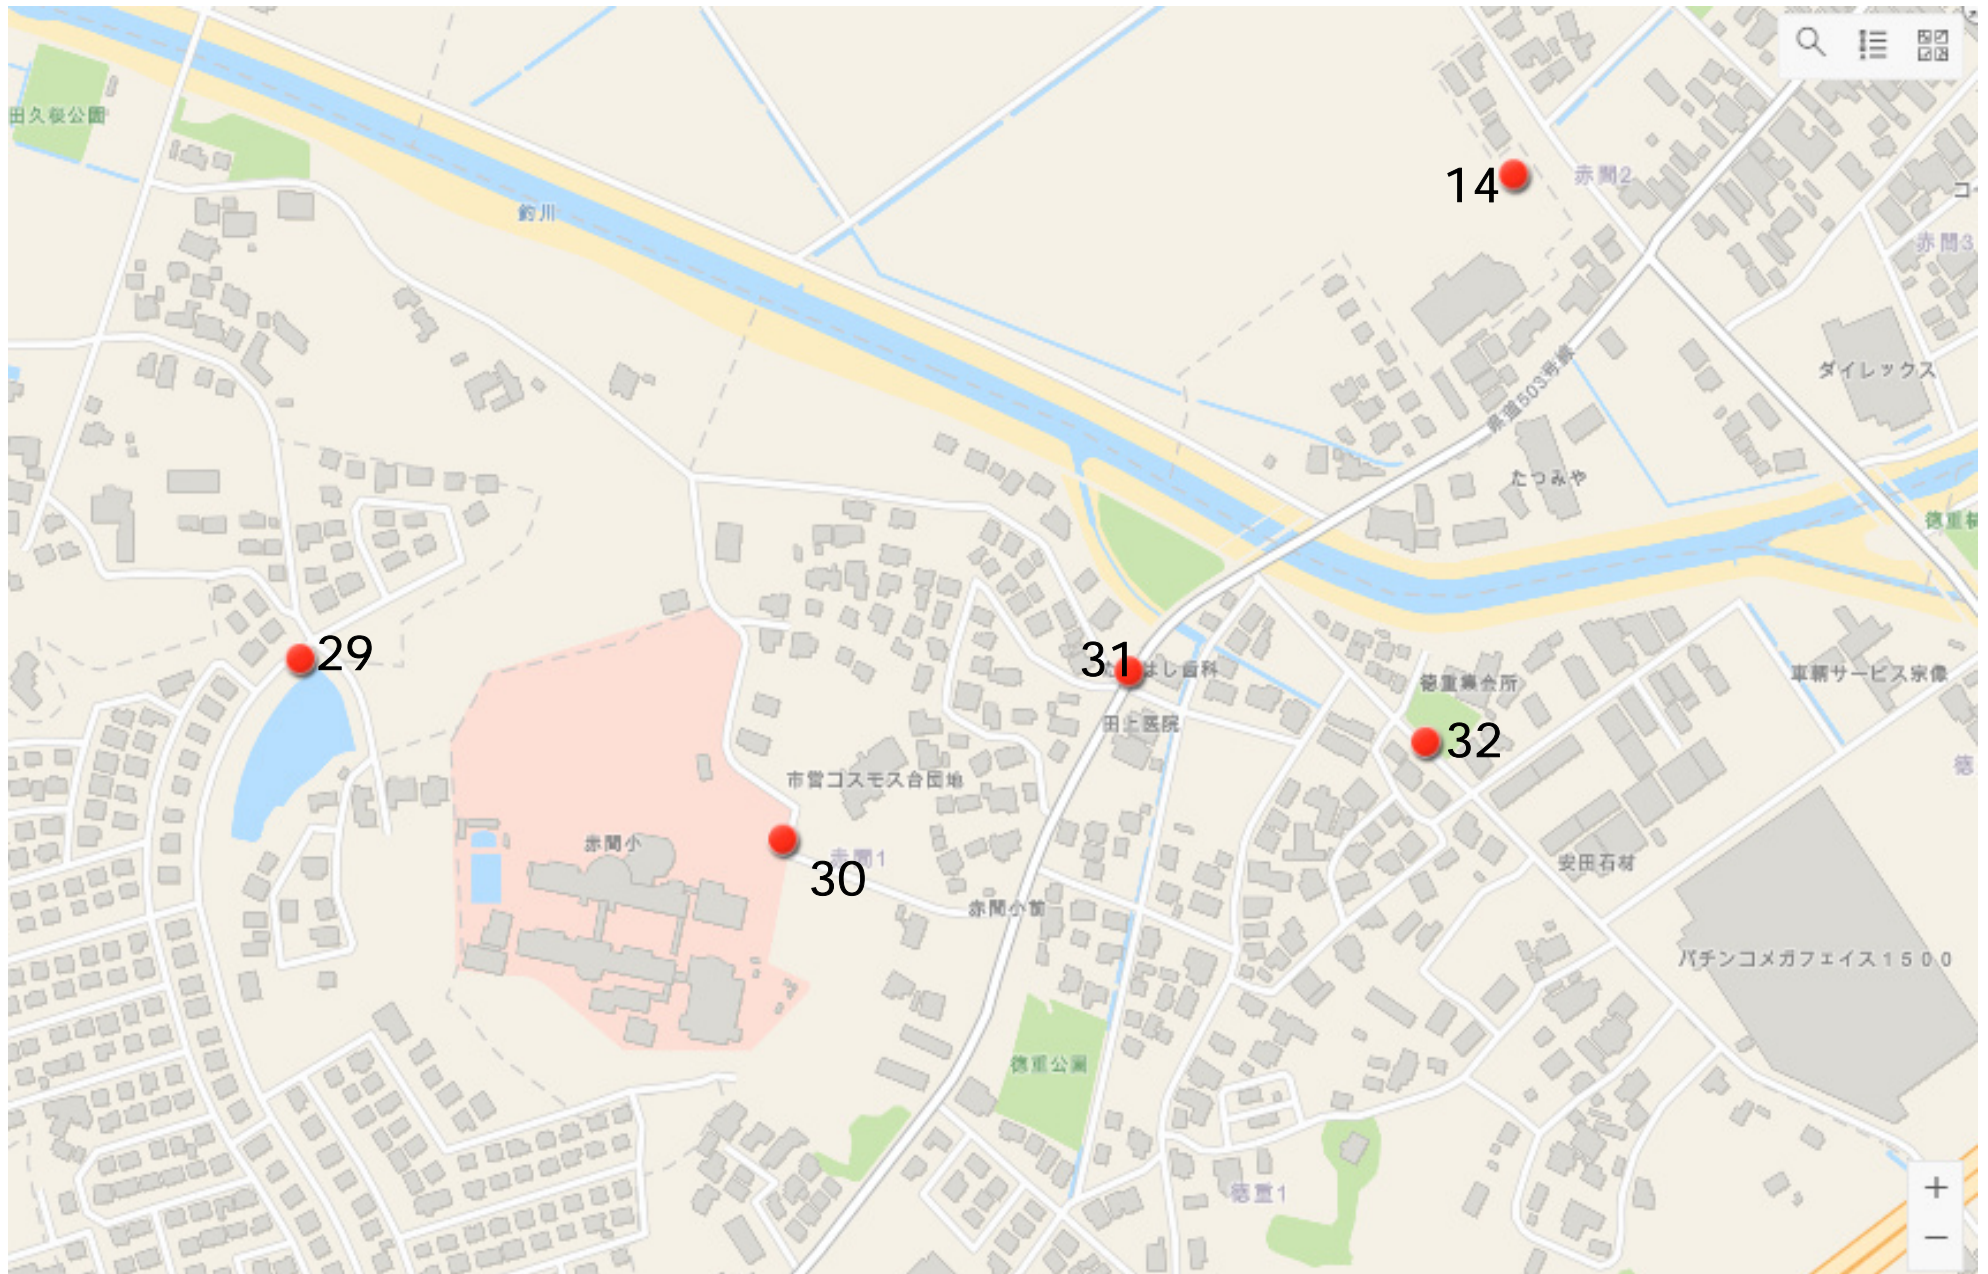 田久桜公園
14
赤間2
コ
釣川
赤間3
ダイレックス
県道503号線
たつみや
徳重
29
31
はし歯科
車輌サービス宗像
徳重集会所
田上医院
32
徳
市営コスモス台団地
赤間小
赤間1
30
安田石材
赤間小前
パチンコメガフェイス1500
徳重公園
徳重1
+
−